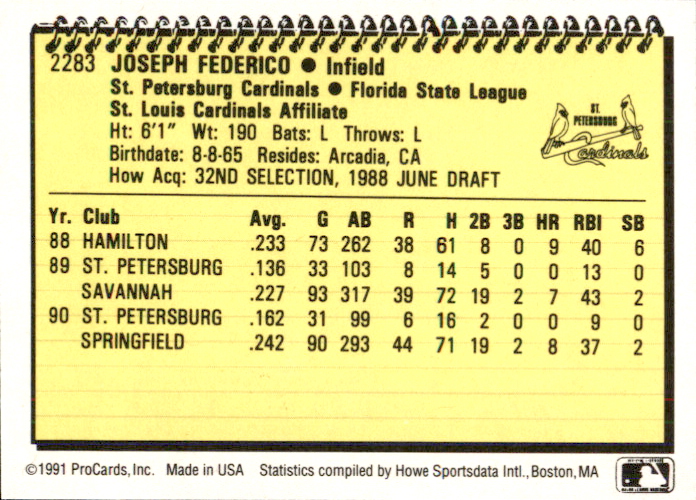 2283 JOSEPH FEDERICO ● Infield
St. Petersburg Cardinals ● Florida State League
St. Louis Cardinals Affiliate
Ht: 6'1" Wt: 190 Bats: L Throws: L
Birthdate: 8-8-65 Resides: Arcadia, CA
How Acq: 32ND SELECTION, 1988 JUNE DRAFT
ST.
PETERSBURG
Cardinals
Yr. Club Avg. G AB R H 2B 3B HR RBI SB
88 HAMILTON .233 73 262 38 61 8 0 9 40 6
89 ST. PETERSBURG .136 33 103 8 14 5 0 0 13 0
SAVANNAH .227 93 317 39 72 19 2 7 43 2
90 ST. PETERSBURG .162 31 99 6 16 2 0 0 9 0
SPRINGFIELD .242 90 293 44 71 19 2 8 37 2
©1991 ProCards, Inc. Made in USA Statistics compiled by Howe Sportsdata Intl., Boston, MA